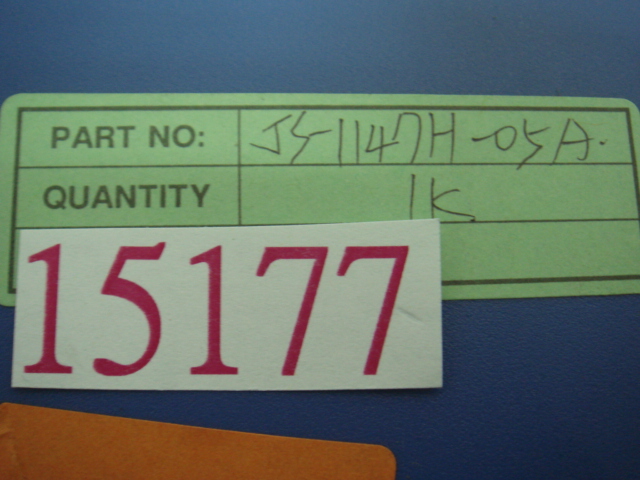 PART NO: JS-1147H-05A.
QUANTITY 1K
15177